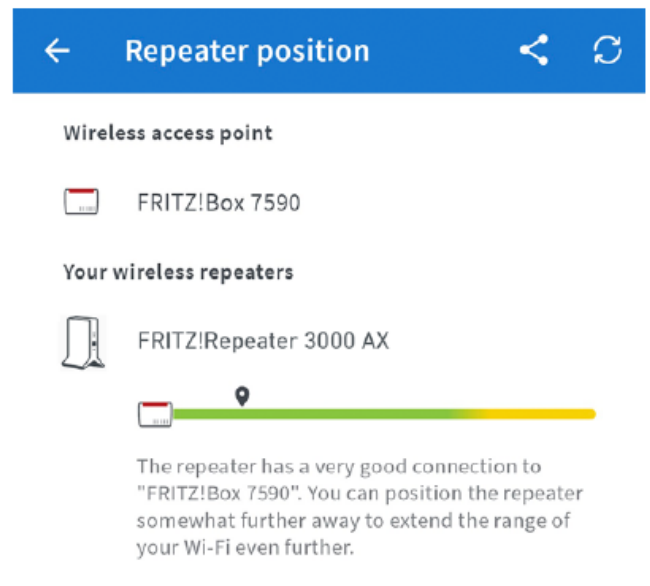 Repeater position
Wireless access point
FRITZ!Box 7590
Your wireless repeaters
FRITZ!Repeater 3000 AX
The repeater has a very good connection to
"FRITZ!Box 7590". You can position the repeater
somewhat further away to extend the range of
your Wi-Fi even further.